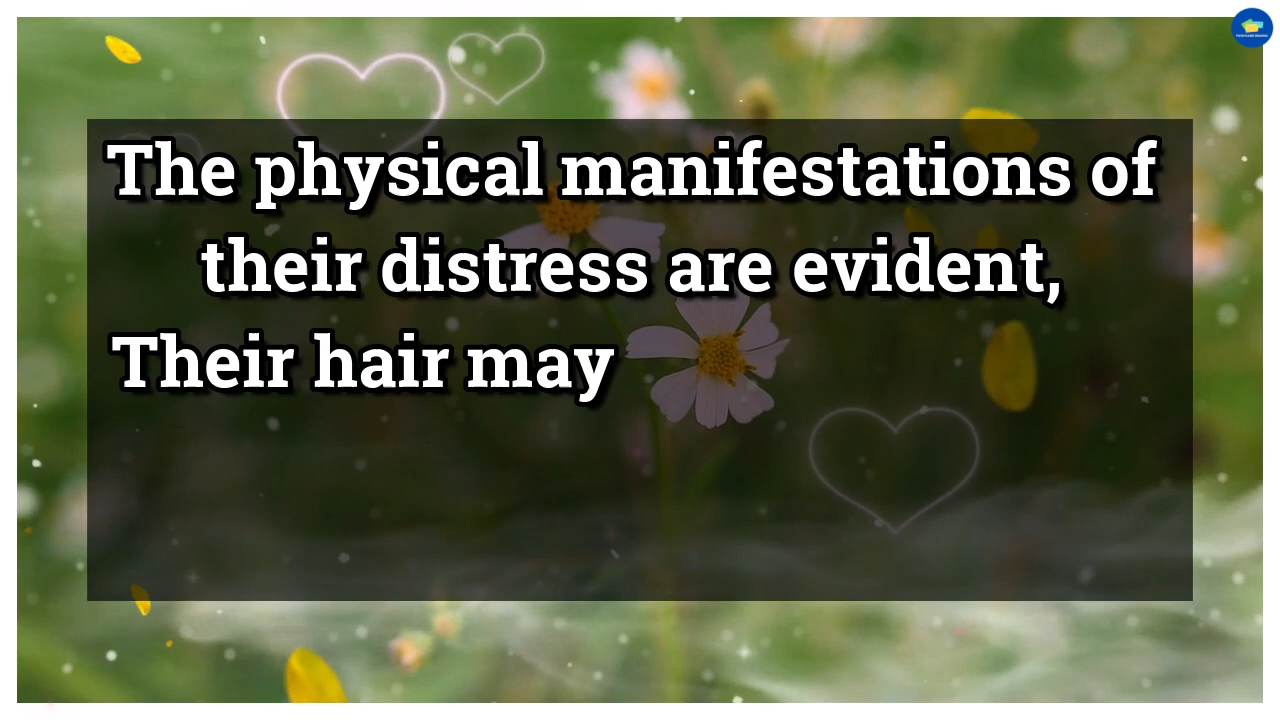 The physical manifestations of
their distress are evident,
Their hair may